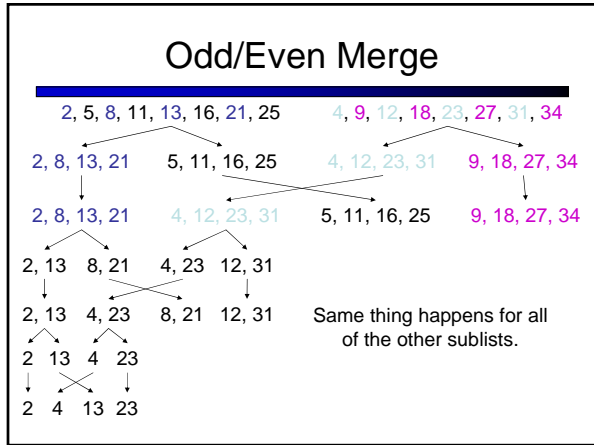 Odd/Even Merge
2, 5, 8, 11, 13, 16, 21, 25 4, 9, 12, 18, 23, 27, 31, 34
2, 8, 13, 21 5, 11, 16, 25 4, 12, 23, 31 9, 18, 27, 34
2, 8, 13, 21 4, 12, 23, 31 5, 11, 16, 25 9, 18, 27, 34
2, 13 8, 21 4, 23 12, 31
2, 13 4, 23 8, 21 12, 31 Same thing happens for all
of the other sublists.
2 13 4 23
2 4 13 23